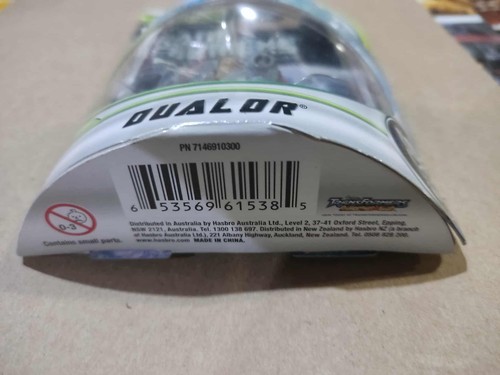 DUALOR®
PN 7146910300
6 53569 61538 5
TRANSFORMERS
0-3
Contains small parts.
Distributed in Australia by Hasbro Australia Ltd., Level 2, 37-41 Oxford Street, Epping,
NSW 2121, Australia. Tel. 1300 138 697. Distributed in New Zealand by Hasbro NZ (a branch
of Hasbro Australia Ltd.), 221 Albany Highway, Auckland, New Zealand. Tel. 0508 828 200.
www.hasbro.com MADE IN CHINA.